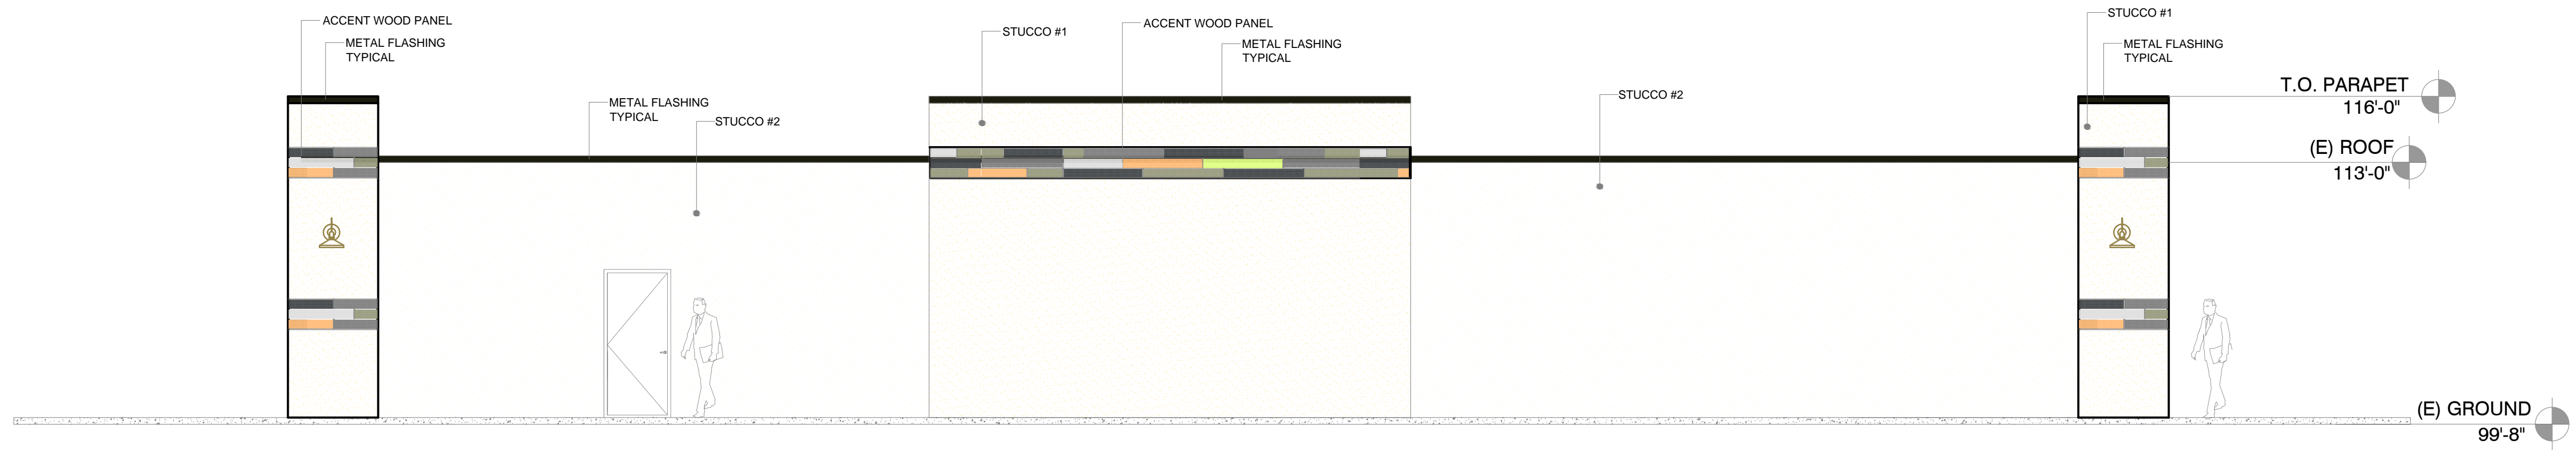 ACCENT WOOD PANEL
METAL FLASHING
TYPICAL
METAL FLASHING
TYPICAL
STUCCO #2
STUCCO #1
ACCENT WOOD PANEL
METAL FLASHING
TYPICAL
STUCCO #2
STUCCO #1
METAL FLASHING
TYPICAL
T.O. PARAPET
116'-0"
(E) ROOF
113'-0"
(E) GROUND
99'-8"